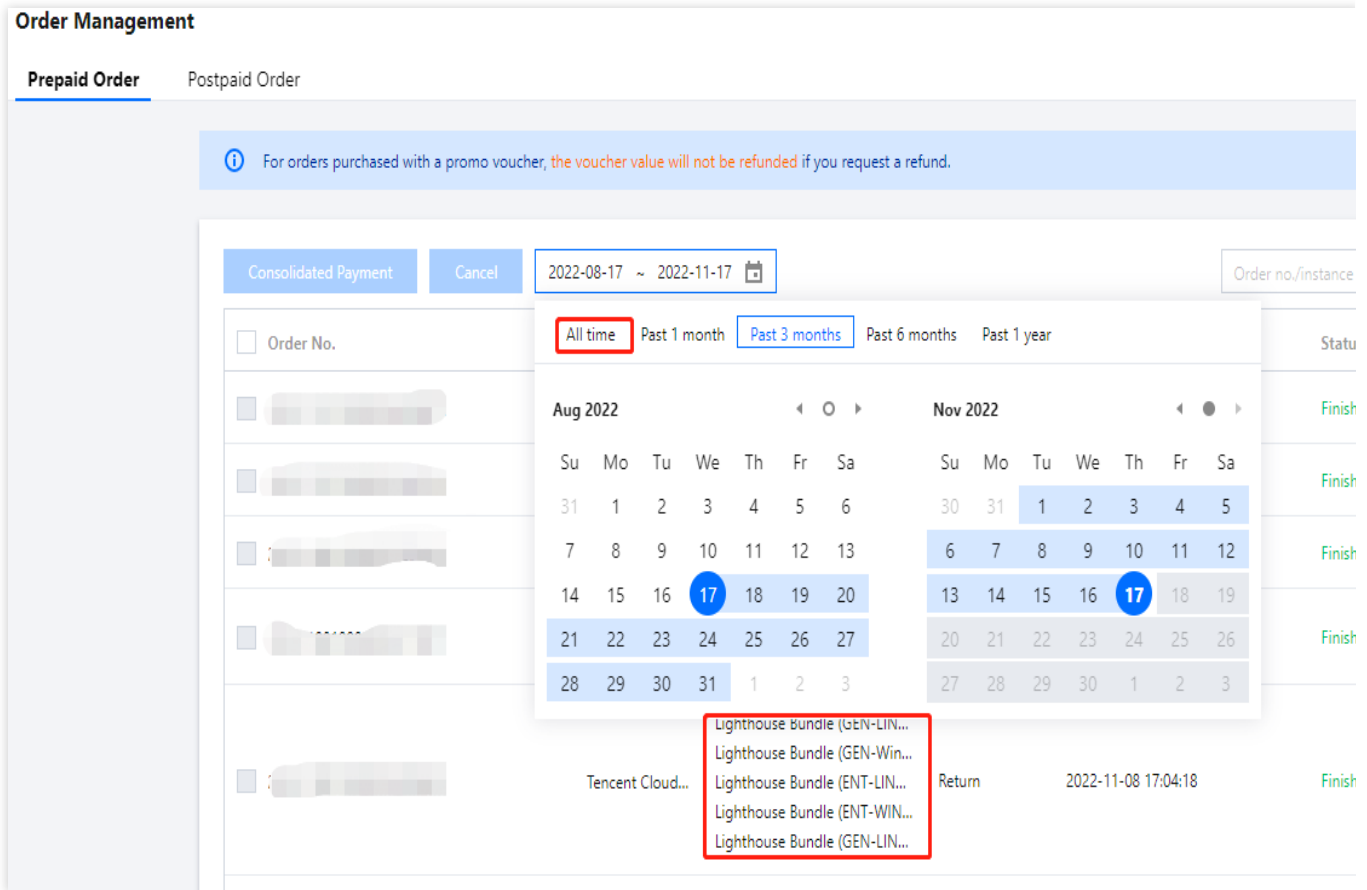 Order Management
Prepaid Order Postpaid Order
For orders purchased with a promo voucher, the voucher value will not be refunded if you request a refund.
Consolidated Payment Cancel 2022-08-17 ~ 2022-11-17 Order no./instance
All time Past 1 month Past 3 months Past 6 months Past 1 year
Order No. Statu
Aug 2022 Nov 2022
Finish
Su Mo Tu We Th Fr Sa Su Mo Tu We Th Fr Sa
Finish
31 1 2 3 4 5 6 30 31 1 2 3 4 5
7 8 9 10 11 12 13 6 7 8 9 10 11 12
Finish
14 15 16 17 18 19 20 13 14 15 16 17 18 19
21 22 23 24 25 26 27 20 21 22 23 24 25 26
Finish
28 29 30 31 1 2 3 27 28 29 30 1 2 3
Lighthouse Bundle (GEN-LIN...
Lighthouse Bundle (GEN-Win...
Tencent Cloud... Lighthouse Bundle (ENT-LIN... Return 2022-11-08 17:04:18 Finish
Lighthouse Bundle (ENT-WIN...
Lighthouse Bundle (GEN-LIN...